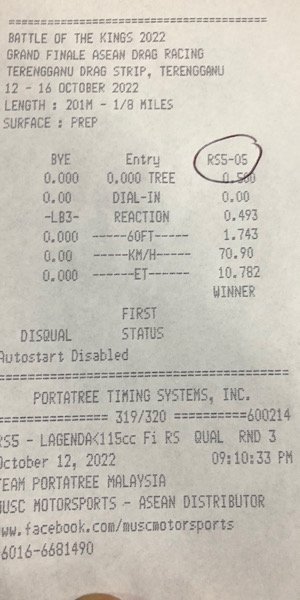 ====================================
BATTLE OF THE KINGS 2022
GRAND FINALE ASEAN DRAG RACING
TERENGGANU DRAG STRIP, TERENGGANU
12 - 16 OCTOBER 2022
LENGTH : 201M - 1/8 MILES
SURFACE : PREP
BYE Entry RS5-05
0.000 0.000 TREE 0.500
0.00 DIAL-IN 0.00
-LB3- REACTION 0.493
0.000 -----60FT----- 1.743
0.00 -----KM/H----- 70.90
0.000 ------ET------ 10.782
WINNER
FIRST
DISQUAL STATUS
Autostart Disabled
====================================
PORTATREE TIMING SYSTEMS, INC.
============== 319/320 ==========600214
RS5 - LAGENDA<115cc Fi RS QUAL RND 3
October 12, 2022 09:10:33 PM
TEAM PORTATREE MALAYSIA
MUSC MOTORSPORTS - ASEAN DISTRIBUTOR
www.facebook.com/muscmotorsports
6016-6681490